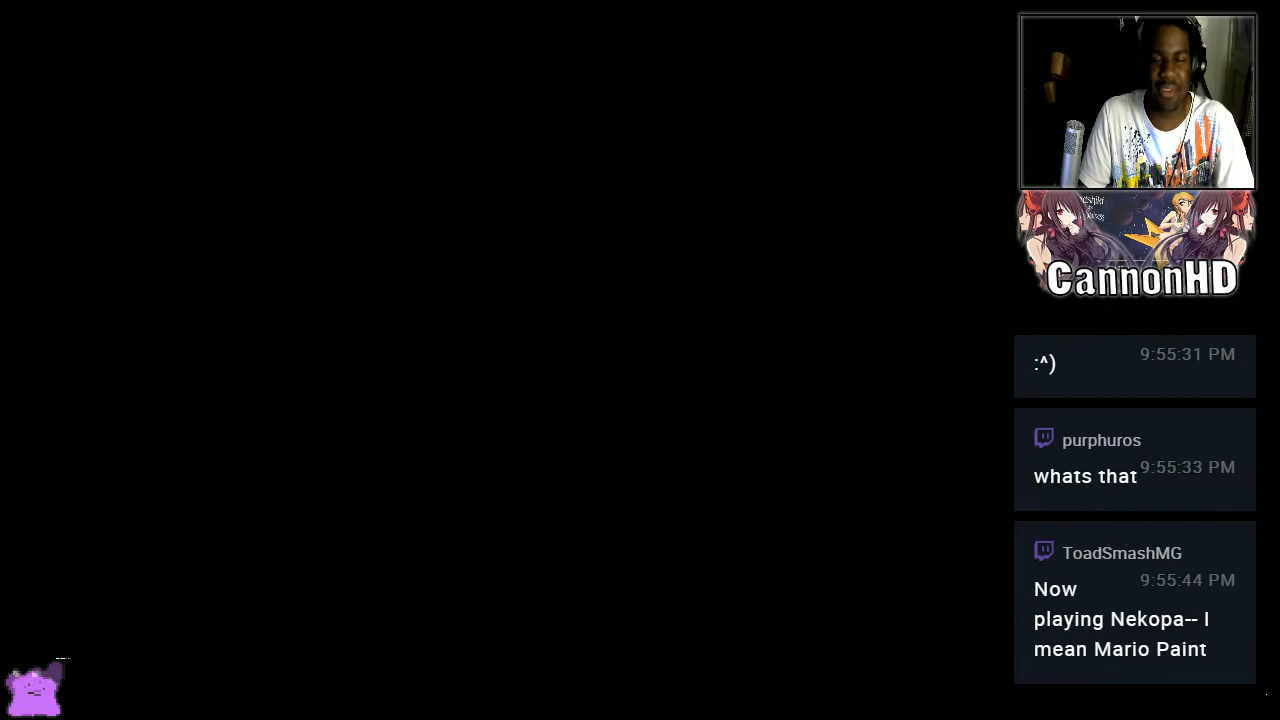 CannonHD
:^)
9:55:31 PM
purphuros
9:55:33 PM
whats that
ToadSmashMG
9:55:44 PM
Now
playing Nekopa-- I
mean Mario Paint